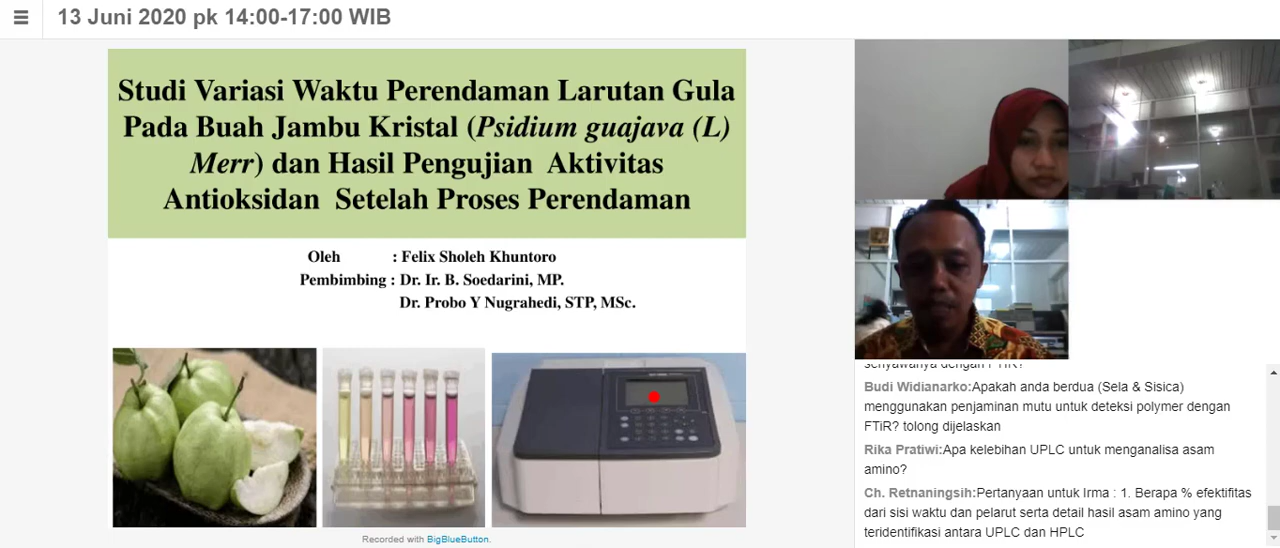 13 Juni 2020 pk 14:00-17:00 WIB
Studi Variasi Waktu Perendaman Larutan Gula
Pada Buah Jambu Kristal (Psidium guajava (L)
Merr) dan Hasil Pengujian Aktivitas
Antioksidan Setelah Proses Perendaman
Oleh : Felix Sholeh Khuntoro
Pembimbing : Dr. Ir. B. Soedarini, MP.
Dr. Probo Y Nugrahedi, STP, MSc.
Recorded with BigBlueButton.
senyawanya dengan FTIR?
Budi Widianarko:Apakah anda berdua (Sela & Sisica)
menggunakan penjaminan mutu untuk deteksi polymer dengan
FTiR? tolong dijelaskan
Rika Pratiwi:Apa kelebihan UPLC untuk menganalisa asam
amino?
Ch. Retnaningsih:Pertanyaan untuk Irma : 1. Berapa % efektifitas
dari sisi waktu dan pelarut serta detail hasil asam amino yang
teridentifikasi antara UPLC dan HPLC